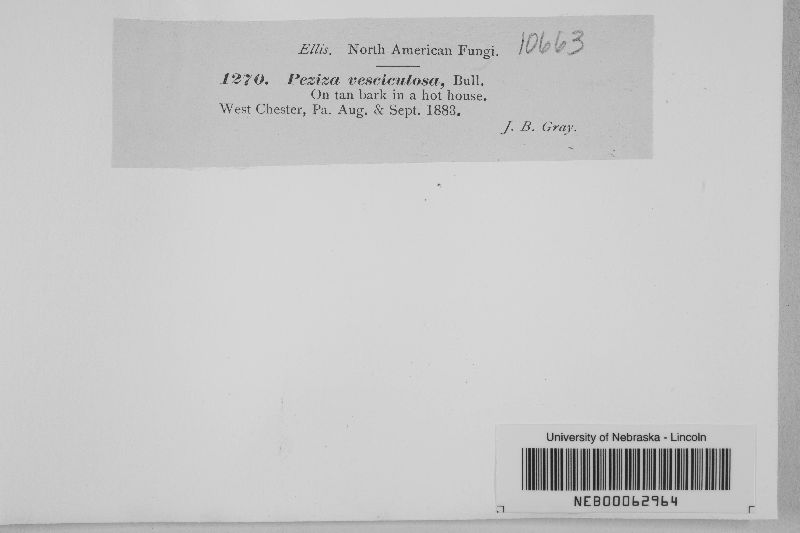 Ellis. North American Fungi. 10663
1270. Peziza vesciculosa, Bull.
On tan bark in a hot house.
West Chester, Pa. Aug. & Sept. 1883.
J. B. Gray.
University of Nebraska - Lincoln
NEB00062964